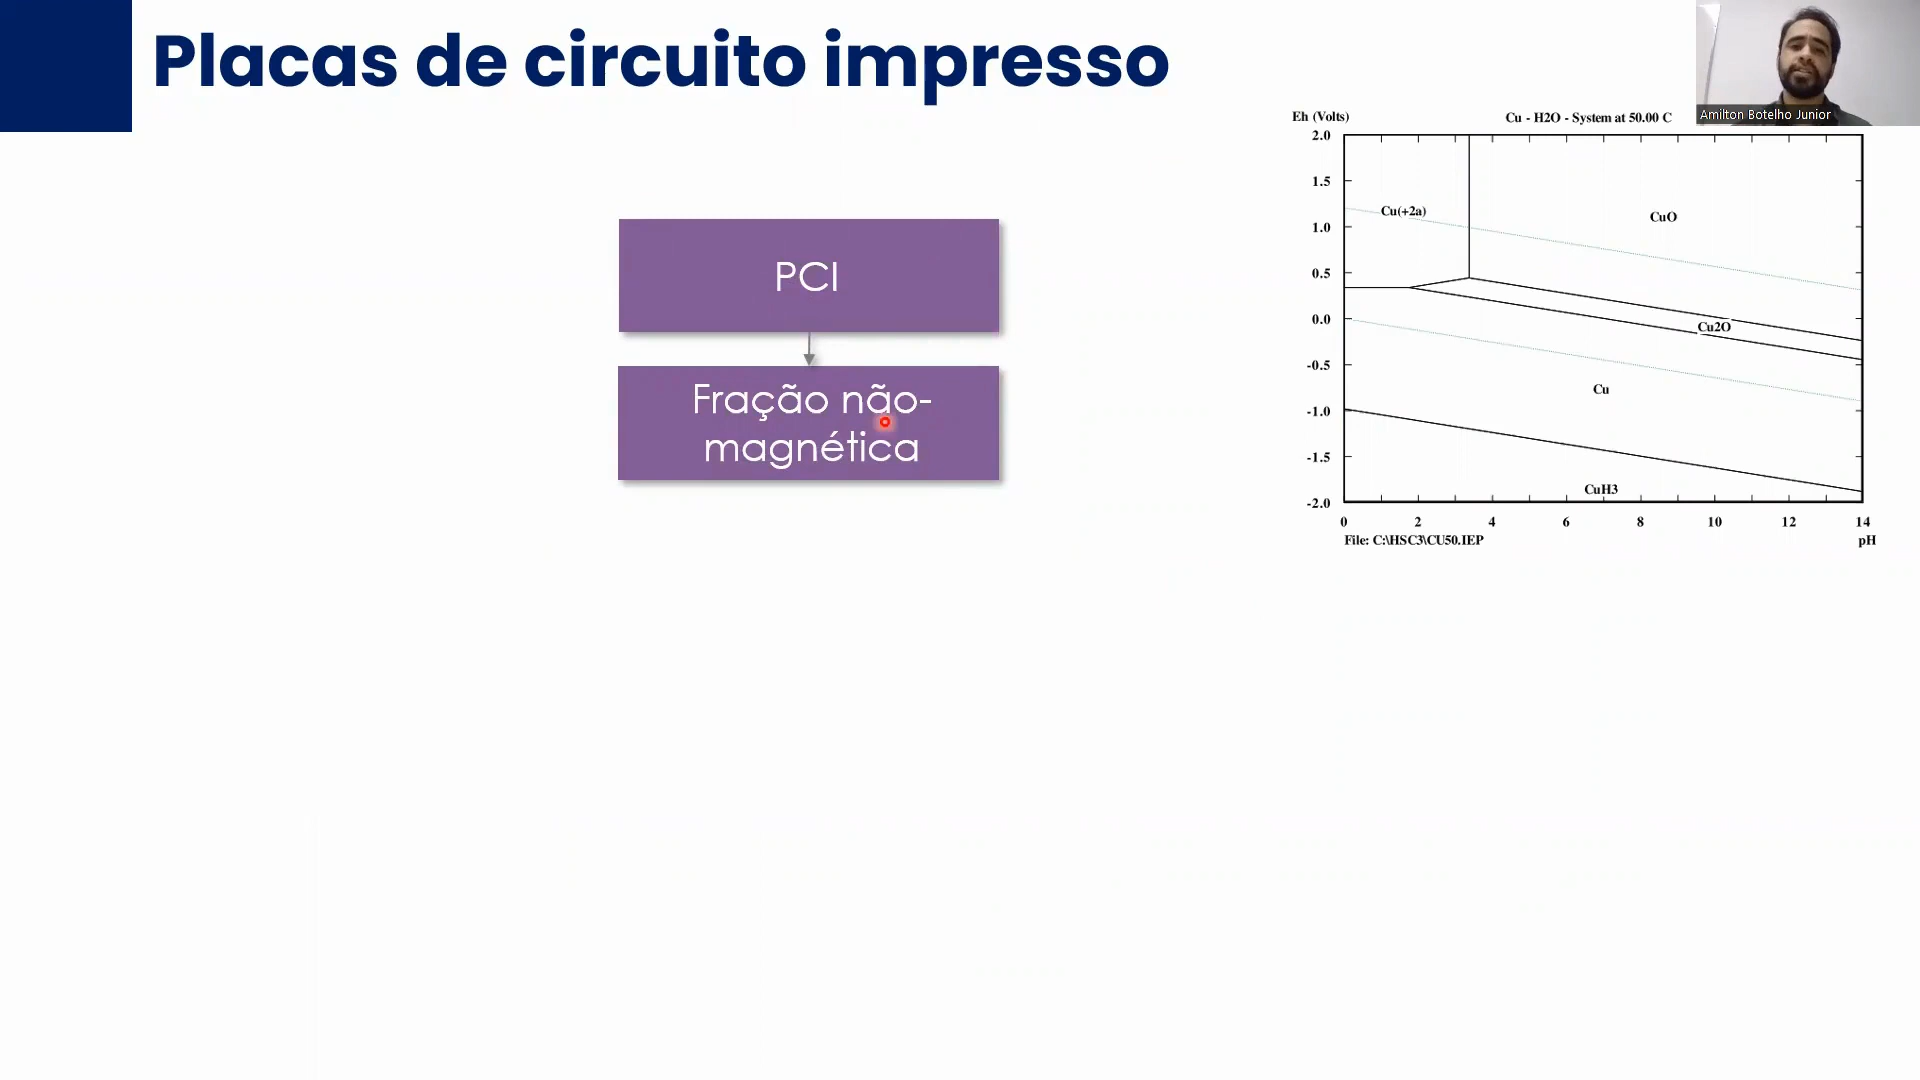 Placas de circuito impresso
Amilton Botelho Junior
PCI
Fração não-
magnética
Eh (Volts)
Cu - H2O - System at 50.00 C
2.0
1.5
1.0
0.5
0.0
-0.5
-1.0
-1.5
-2.0
Cu(+2a)
CuO
Cu2O
Cu
CuH3
0 2 4 6 8 10 12 14
File: C:\HSC3\CU50.IEP
pH